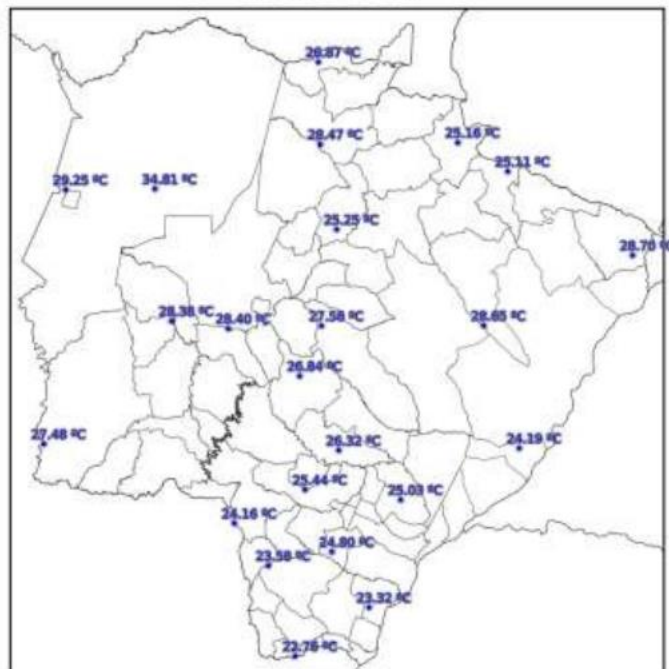 26.87 ºC
28.47 ºC
25.16 ºC
25.11 ºC
29.25 ºC
34.81 ºC
25.25 ºC
28.70 ºC
28.38 ºC
28.40 ºC
27.58 ºC
28.65 ºC
26.84 ºC
27.48 ºC
26.32 ºC
24.19 ºC
25.44 ºC
25.03 ºC
24.16 ºC
24.80 ºC
23.58 ºC
23.32 ºC
22.78 ºC